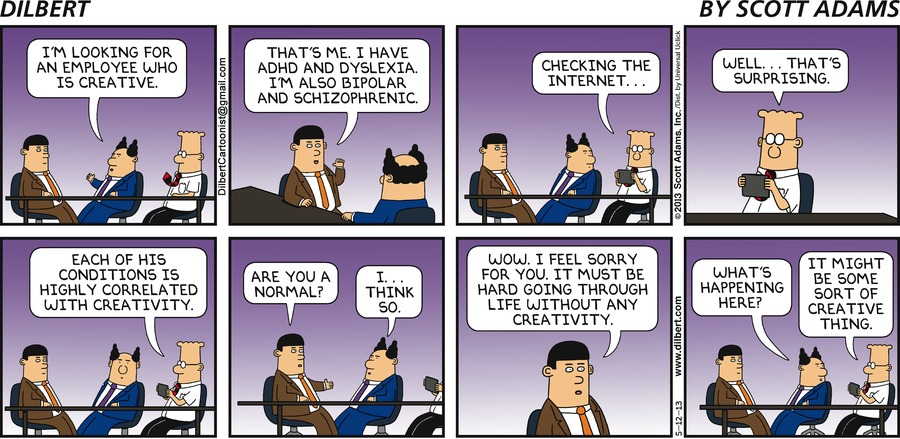 DILBERT
BY SCOTT ADAMS
I'M LOOKING FOR
AN EMPLOYEE WHO
IS CREATIVE.
DilbertCartoonist@gmail.com
THAT'S ME. I HAVE
ADHD AND DYSLEXIA.
I'M ALSO BIPOLAR
AND SCHIZOPHRENIC.
CHECKING THE
INTERNET...
©2013 Scott Adams, Inc./Dist. by Universal Uclick
WELL... THAT'S
SURPRISING.
EACH OF HIS
CONDITIONS IS
HIGHLY CORRELATED
WITH CREATIVITY.
ARE YOU A
NORMAL?
I...
THINK
SO.
WOW. I FEEL SORRY
FOR YOU. IT MUST BE
HARD GOING THROUGH
LIFE WITHOUT ANY
CREATIVITY.
5-12-13 www.dilbert.com
WHAT'S
HAPPENING
HERE?
IT MIGHT
BE SOME
SORT OF
CREATIVE
THING.